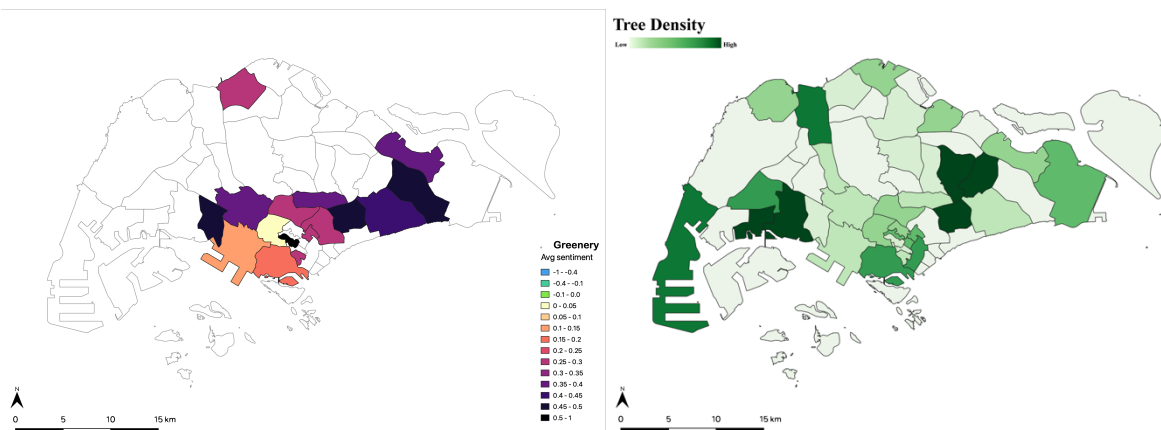 Tree Density
Low High
Greenery
Avg sentiment
-1 - -0.4
-0.4 - -0.1
-0.1 - 0.0
0 - 0.05
0.05 - 0.1
0.1 - 0.15
0.15 - 0.2
0.2 - 0.25
0.25 - 0.3
0.3 - 0.35
0.35 - 0.4
0.4 - 0.45
0.45 - 0.5
0.5 - 1
N
0 5 10 15 km
N
0 5 10 15 km